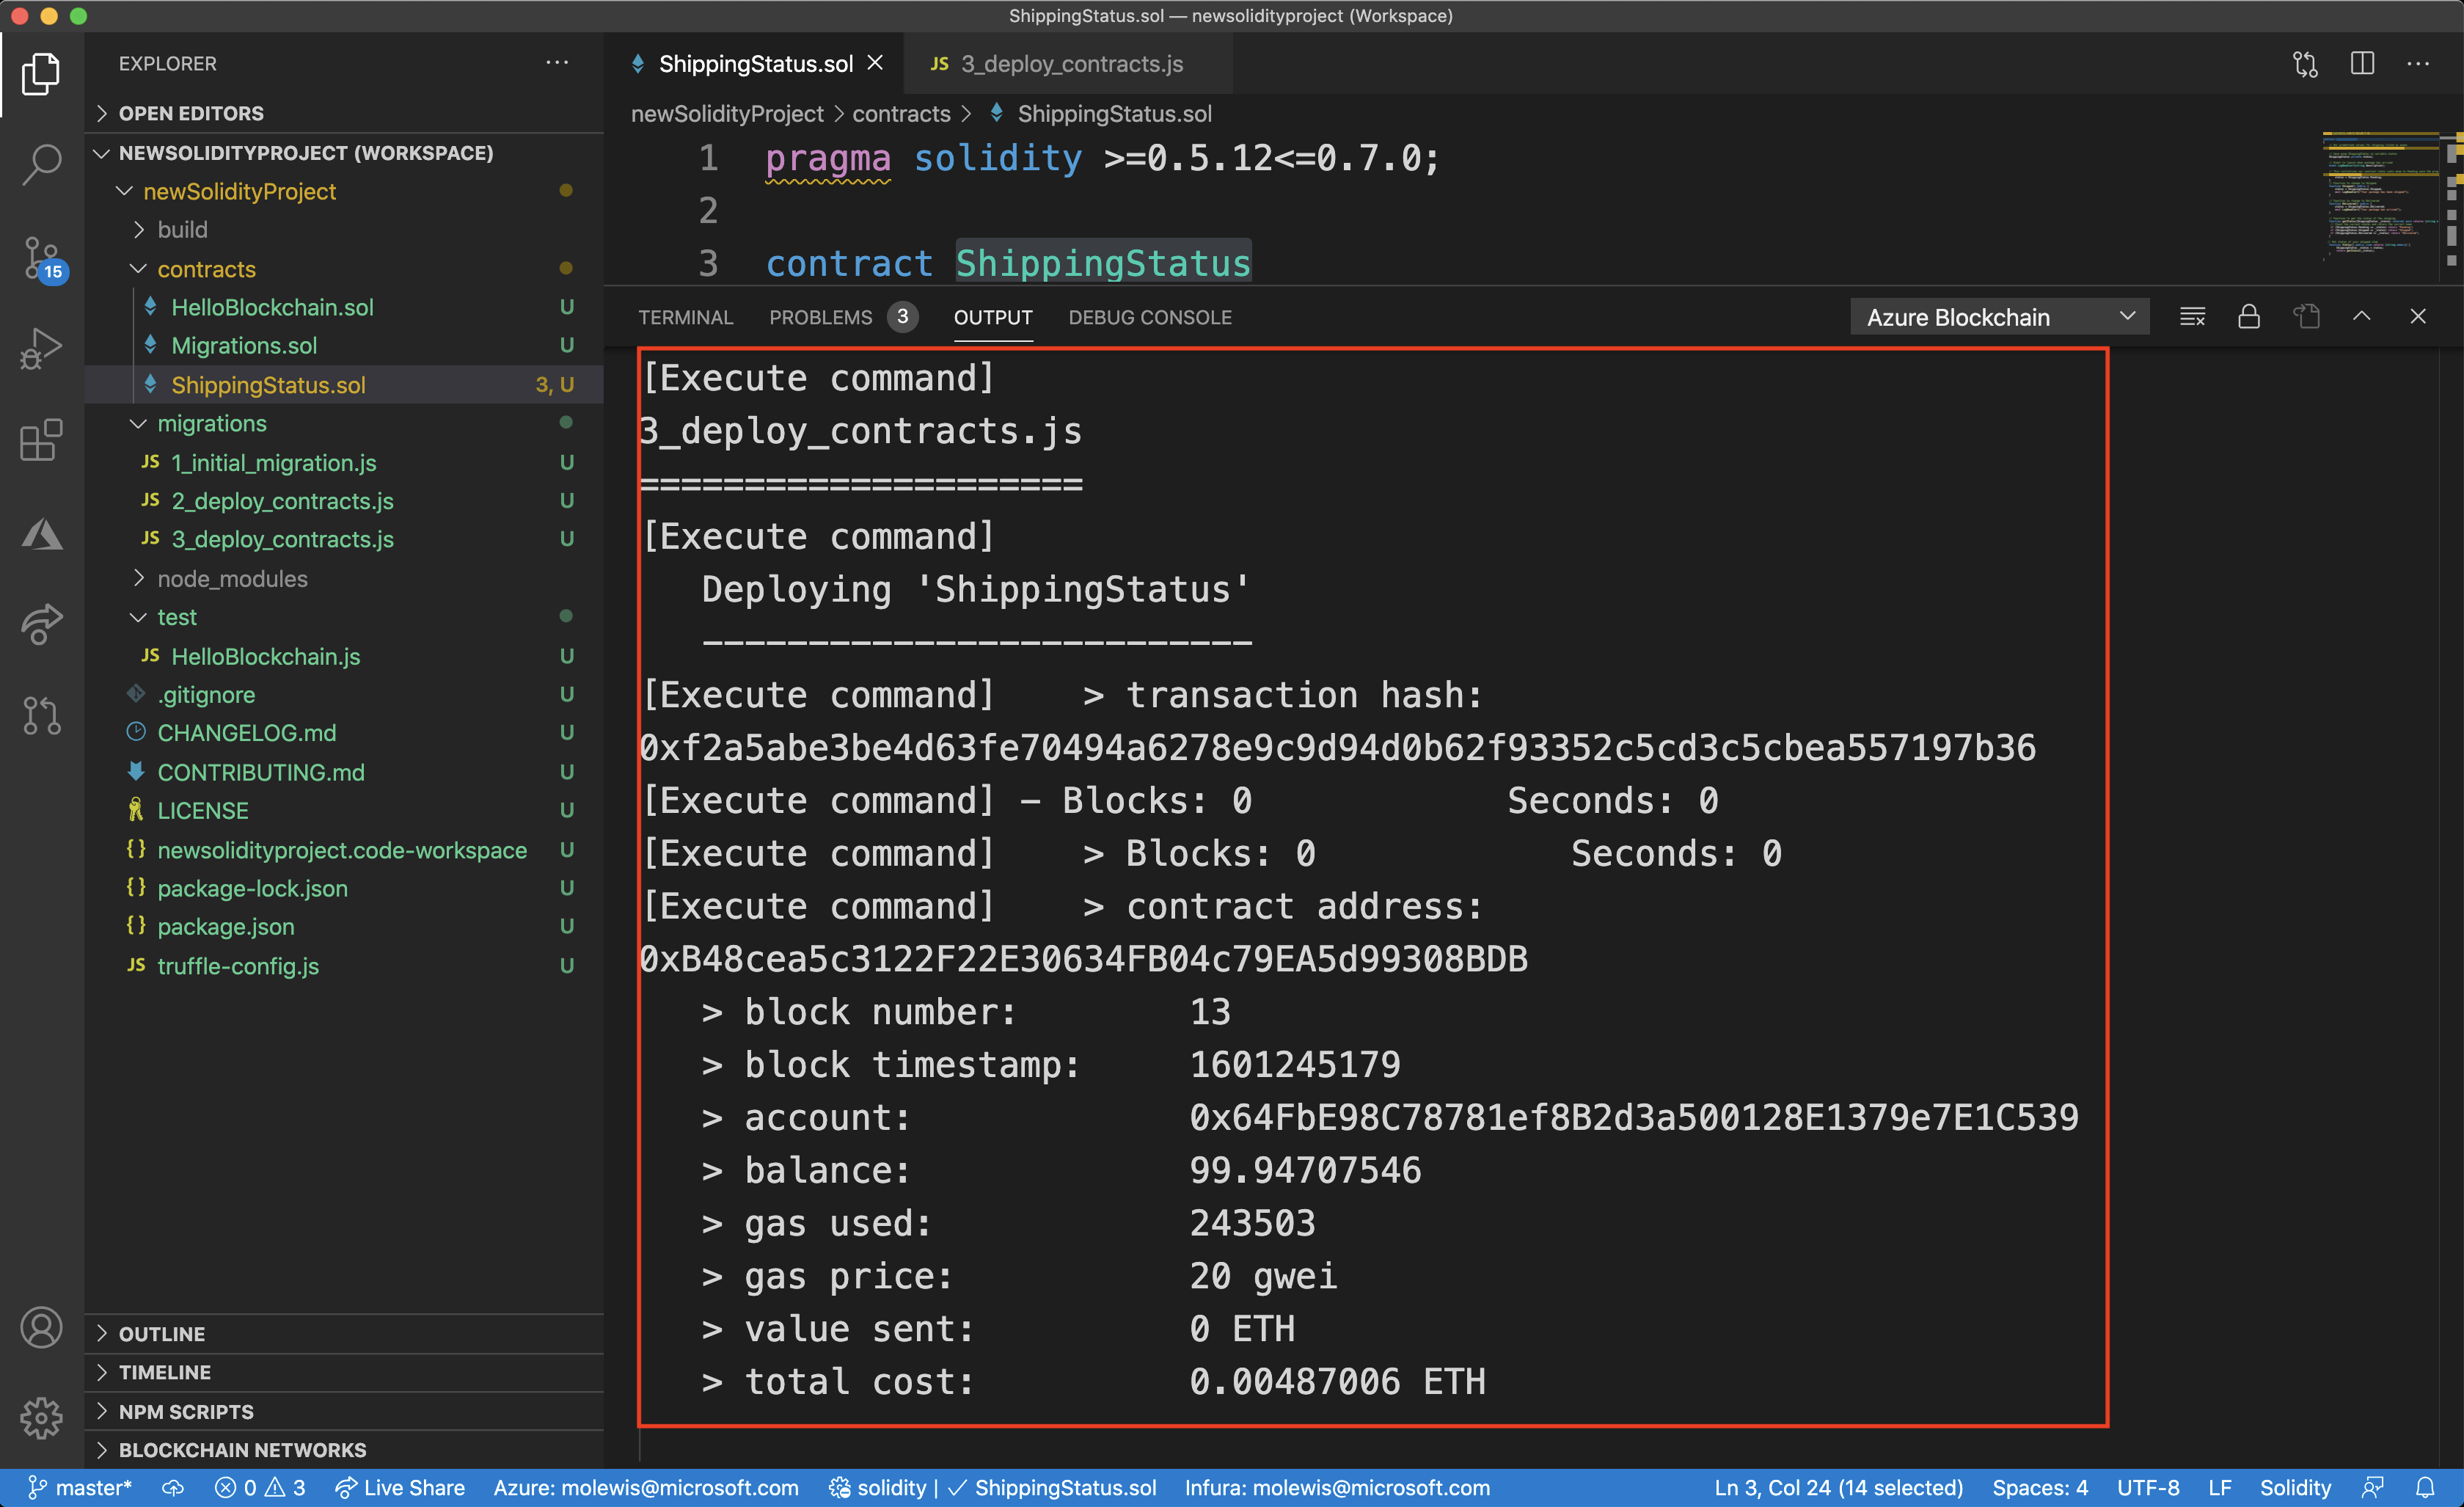 ShippingStatus.sol — newsolidityproject (Workspace)
EXPLORER
OPEN EDITORS
NEWSOLIDITYPROJECT (WORKSPACE)
newSolidityProject
build
contracts
HelloBlockchain.sol U
Migrations.sol U
ShippingStatus.sol 3, U
migrations
JS 1_initial_migration.js U
JS 2_deploy_contracts.js U
JS 3_deploy_contracts.js U
node_modules
test
JS HelloBlockchain.js U
.gitignore U
CHANGELOG.md U
CONTRIBUTING.md U
LICENSE U
{} newsolidityproject.code-workspace U
{} package-lock.json U
{} package.json U
JS truffle-config.js U
15
OUTLINE
TIMELINE
NPM SCRIPTS
BLOCKCHAIN NETWORKS
ShippingStatus.sol
JS 3_deploy_contracts.js
newSolidityProject > contracts > ShippingStatus.sol
1 pragma solidity >=0.5.12<=0.7.0;
2
3 contract ShippingStatus
TERMINAL PROBLEMS 3 OUTPUT DEBUG CONSOLE Azure Blockchain
[Execute command]
3_deploy_contracts.js
=====================
[Execute command]
Deploying 'ShippingStatus'
--------------------------
[Execute command] > transaction hash:
0xf2a5abe3be4d63fe70494a6278e9c9d94d0b62f93352c5cd3c5cbea557197b36
[Execute command] - Blocks: 0 Seconds: 0
[Execute command] > Blocks: 0 Seconds: 0
[Execute command] > contract address:
0xB48cea5c3122F22E30634FB04c79EA5d99308BDB
> block number: 13
> block timestamp: 1601245179
> account: 0x64FbE98C78781ef8B2d3a500128E1379e7E1C539
> balance: 99.94707546
> gas used: 243503
> gas price: 20 gwei
> value sent: 0 ETH
> total cost: 0.00487006 ETH
master* 0 3 Live Share Azure: molewis@microsoft.com solidity | ✓ ShippingStatus.sol Infura: molewis@microsoft.com Ln 3, Col 24 (14 selected) Spaces: 4 UTF-8 LF Solidity